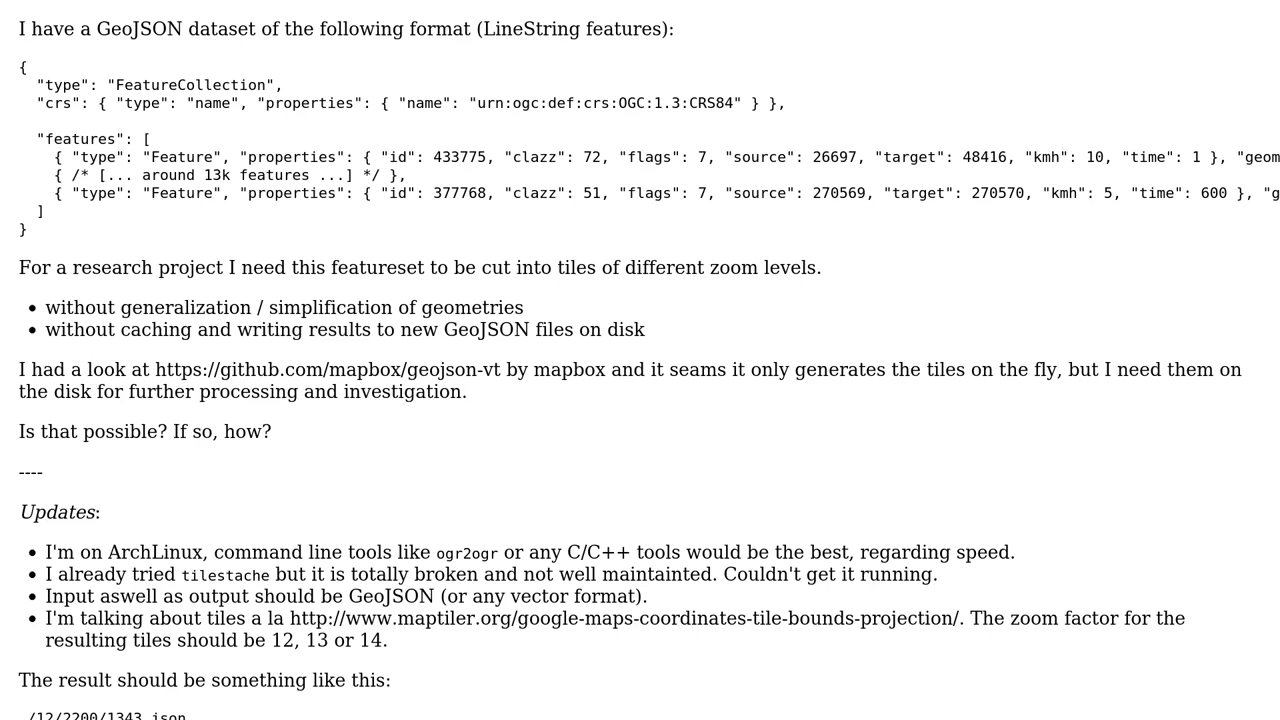 I have a GeoJSON dataset of the following format (LineString features):
{
  "type": "FeatureCollection",
  "crs": { "type": "name", "properties": { "name": "urn:ogc:def:crs:OGC:1.3:CRS84" } },
  "features": [
    { "type": "Feature", "properties": { "id": 433775, "clazz": 72, "flags": 7, "source": 26697, "target": 48416, "kmh": 10, "time": 1 }, "geom
    { /* [... around 13k features ...] */ },
    { "type": "Feature", "properties": { "id": 377768, "clazz": 51, "flags": 7, "source": 270569, "target": 270570, "kmh": 5, "time": 600 }, "g
  ]
}
For a research project I need this featureset to be cut into tiles of different zoom levels.
• without generalization / simplification of geometries
• without caching and writing results to new GeoJSON files on disk
I had a look at https://github.com/mapbox/geojson-vt by mapbox and it seams it only generates the tiles on the fly, but I need them on
the disk for further processing and investigation.
Is that possible? If so, how?
----
Updates:
• I'm on ArchLinux, command line tools like ogr2ogr or any C/C++ tools would be the best, regarding speed.
• I already tried tilestache but it is totally broken and not well maintainted. Couldn't get it running.
• Input aswell as output should be GeoJSON (or any vector format).
• I'm talking about tiles a la http://www.maptiler.org/google-maps-coordinates-tile-bounds-projection/. The zoom factor for the
resulting tiles should be 12, 13 or 14.
The result should be something like this:
/12/2200/1343.json